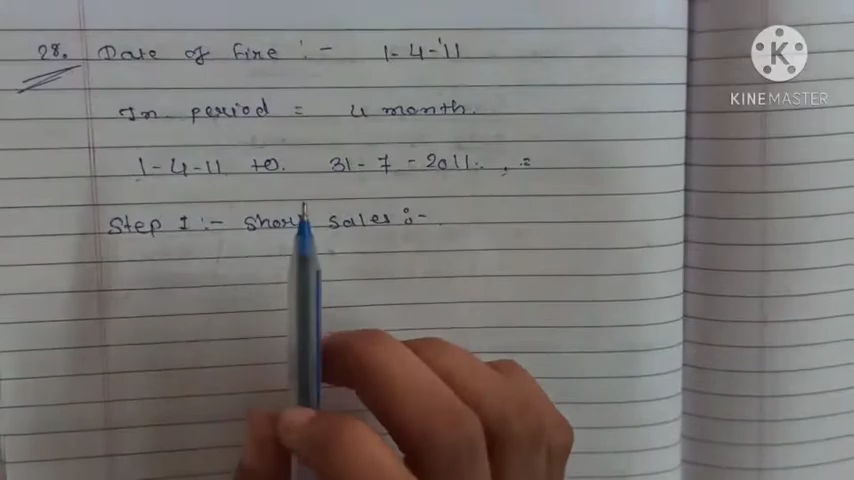 28. Date of fire :- 1-4-'11
In period = 4 month.
1-4-11 to. 31-7-2011. , =
Step I :- Short sales :-
K
KINEMASTER